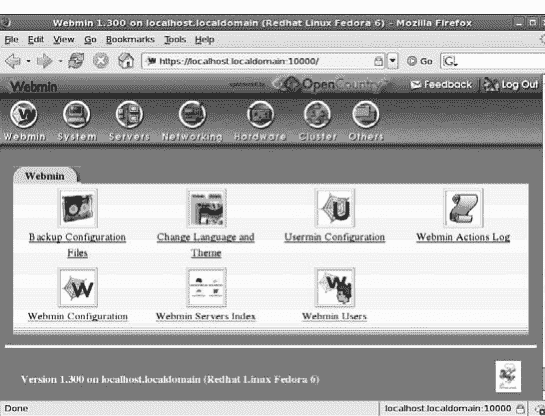 Webmin 1.300 on localhost.localdomain (Redhat Linux Fedora 6) - Mozilla Firefox
File Edit View Go Bookmarks Tools Help
https://localhost.localdomain:10000/ Go G
Webmin OpenCountry Feedback Log Out
Webmin System Servers Networking Hardware Cluster Others
Webmin
Backup Configuration Files
Change Language and Theme
Usermin Configuration
Webmin Actions Log
Webmin Configuration
Webmin Servers Index
Webmin Users
Version 1.300 on localhost.localdomain (Redhat Linux Fedora 6)
Done localhost.localdomain:10000